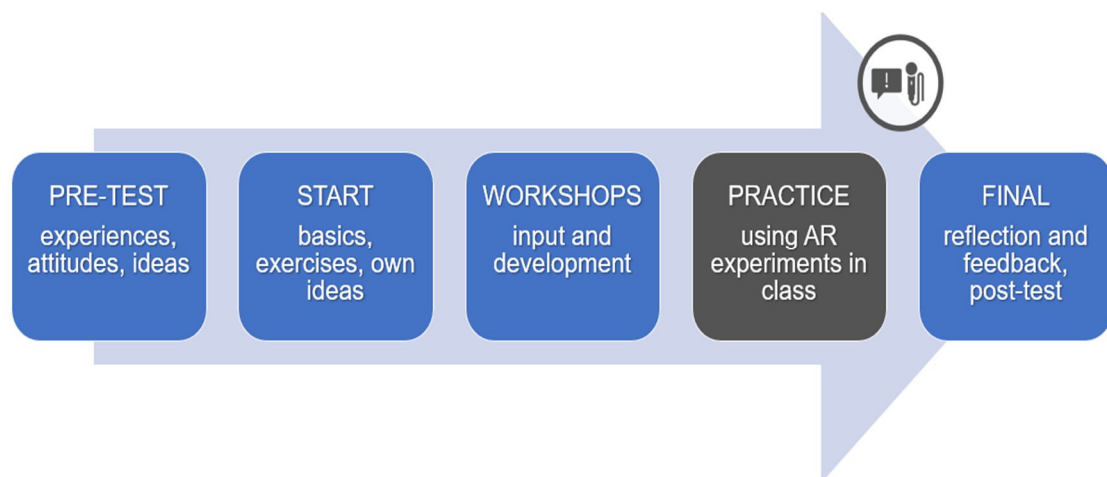 PRE-TEST
experiences,
attitudes, ideas
START
basics,
exercises, own
ideas
WORKSHOPS
input and
development
PRACTICE
using AR
experiments in
class
!
FINAL
reflection and
feedback,
post-test